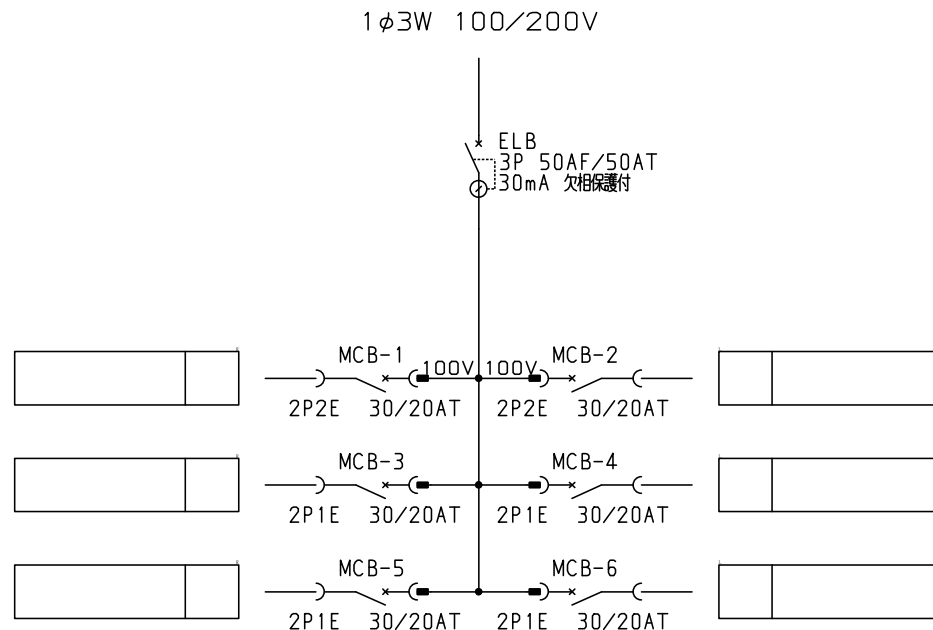 1φ3W 100/200V
ELB
3P 50AF/50AT
30mA 欠相保護付
MCB-1
100V
100V
MCB-2
2P2E 30/20AT
2P2E 30/20AT
MCB-3
MCB-4
2P1E 30/20AT
2P1E 30/20AT
MCB-5
MCB-6
2P1E 30/20AT
2P1E 30/20AT